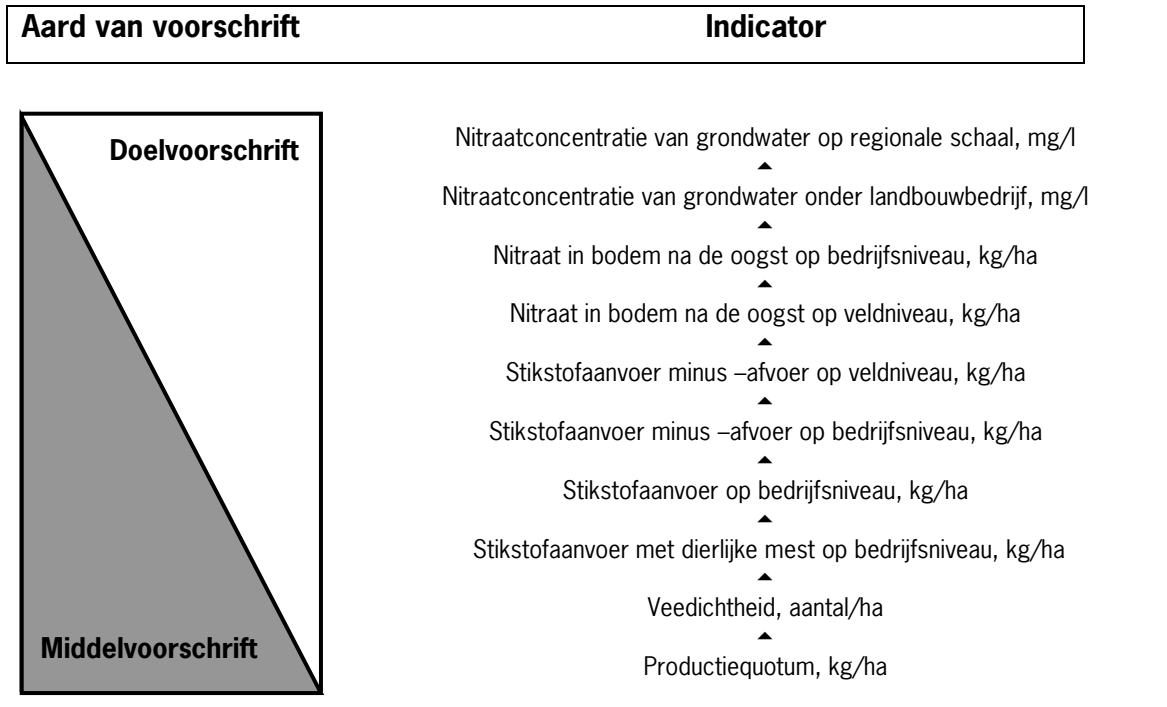 Aard van voorschrift Indicator
Doelvoorschrift
Nitraatconcentratie van grondwater op regionale schaal, mg/l
Nitraatconcentratie van grondwater onder landbouwbedrijf, mg/l
Nitraat in bodem na de oogst op bedrijfsniveau, kg/ha
Nitraat in bodem na de oogst op veldniveau, kg/ha
Stikstofaanvoer minus –afvoer op veldniveau, kg/ha
Stikstofaanvoer minus –afvoer op bedrijfsniveau, kg/ha
Stikstofaanvoer op bedrijfsniveau, kg/ha
Stikstofaanvoer met dierlijke mest op bedrijfsniveau, kg/ha
Veedichtheid, aantal/ha
Middelvoorschrift
Productiequotum, kg/ha